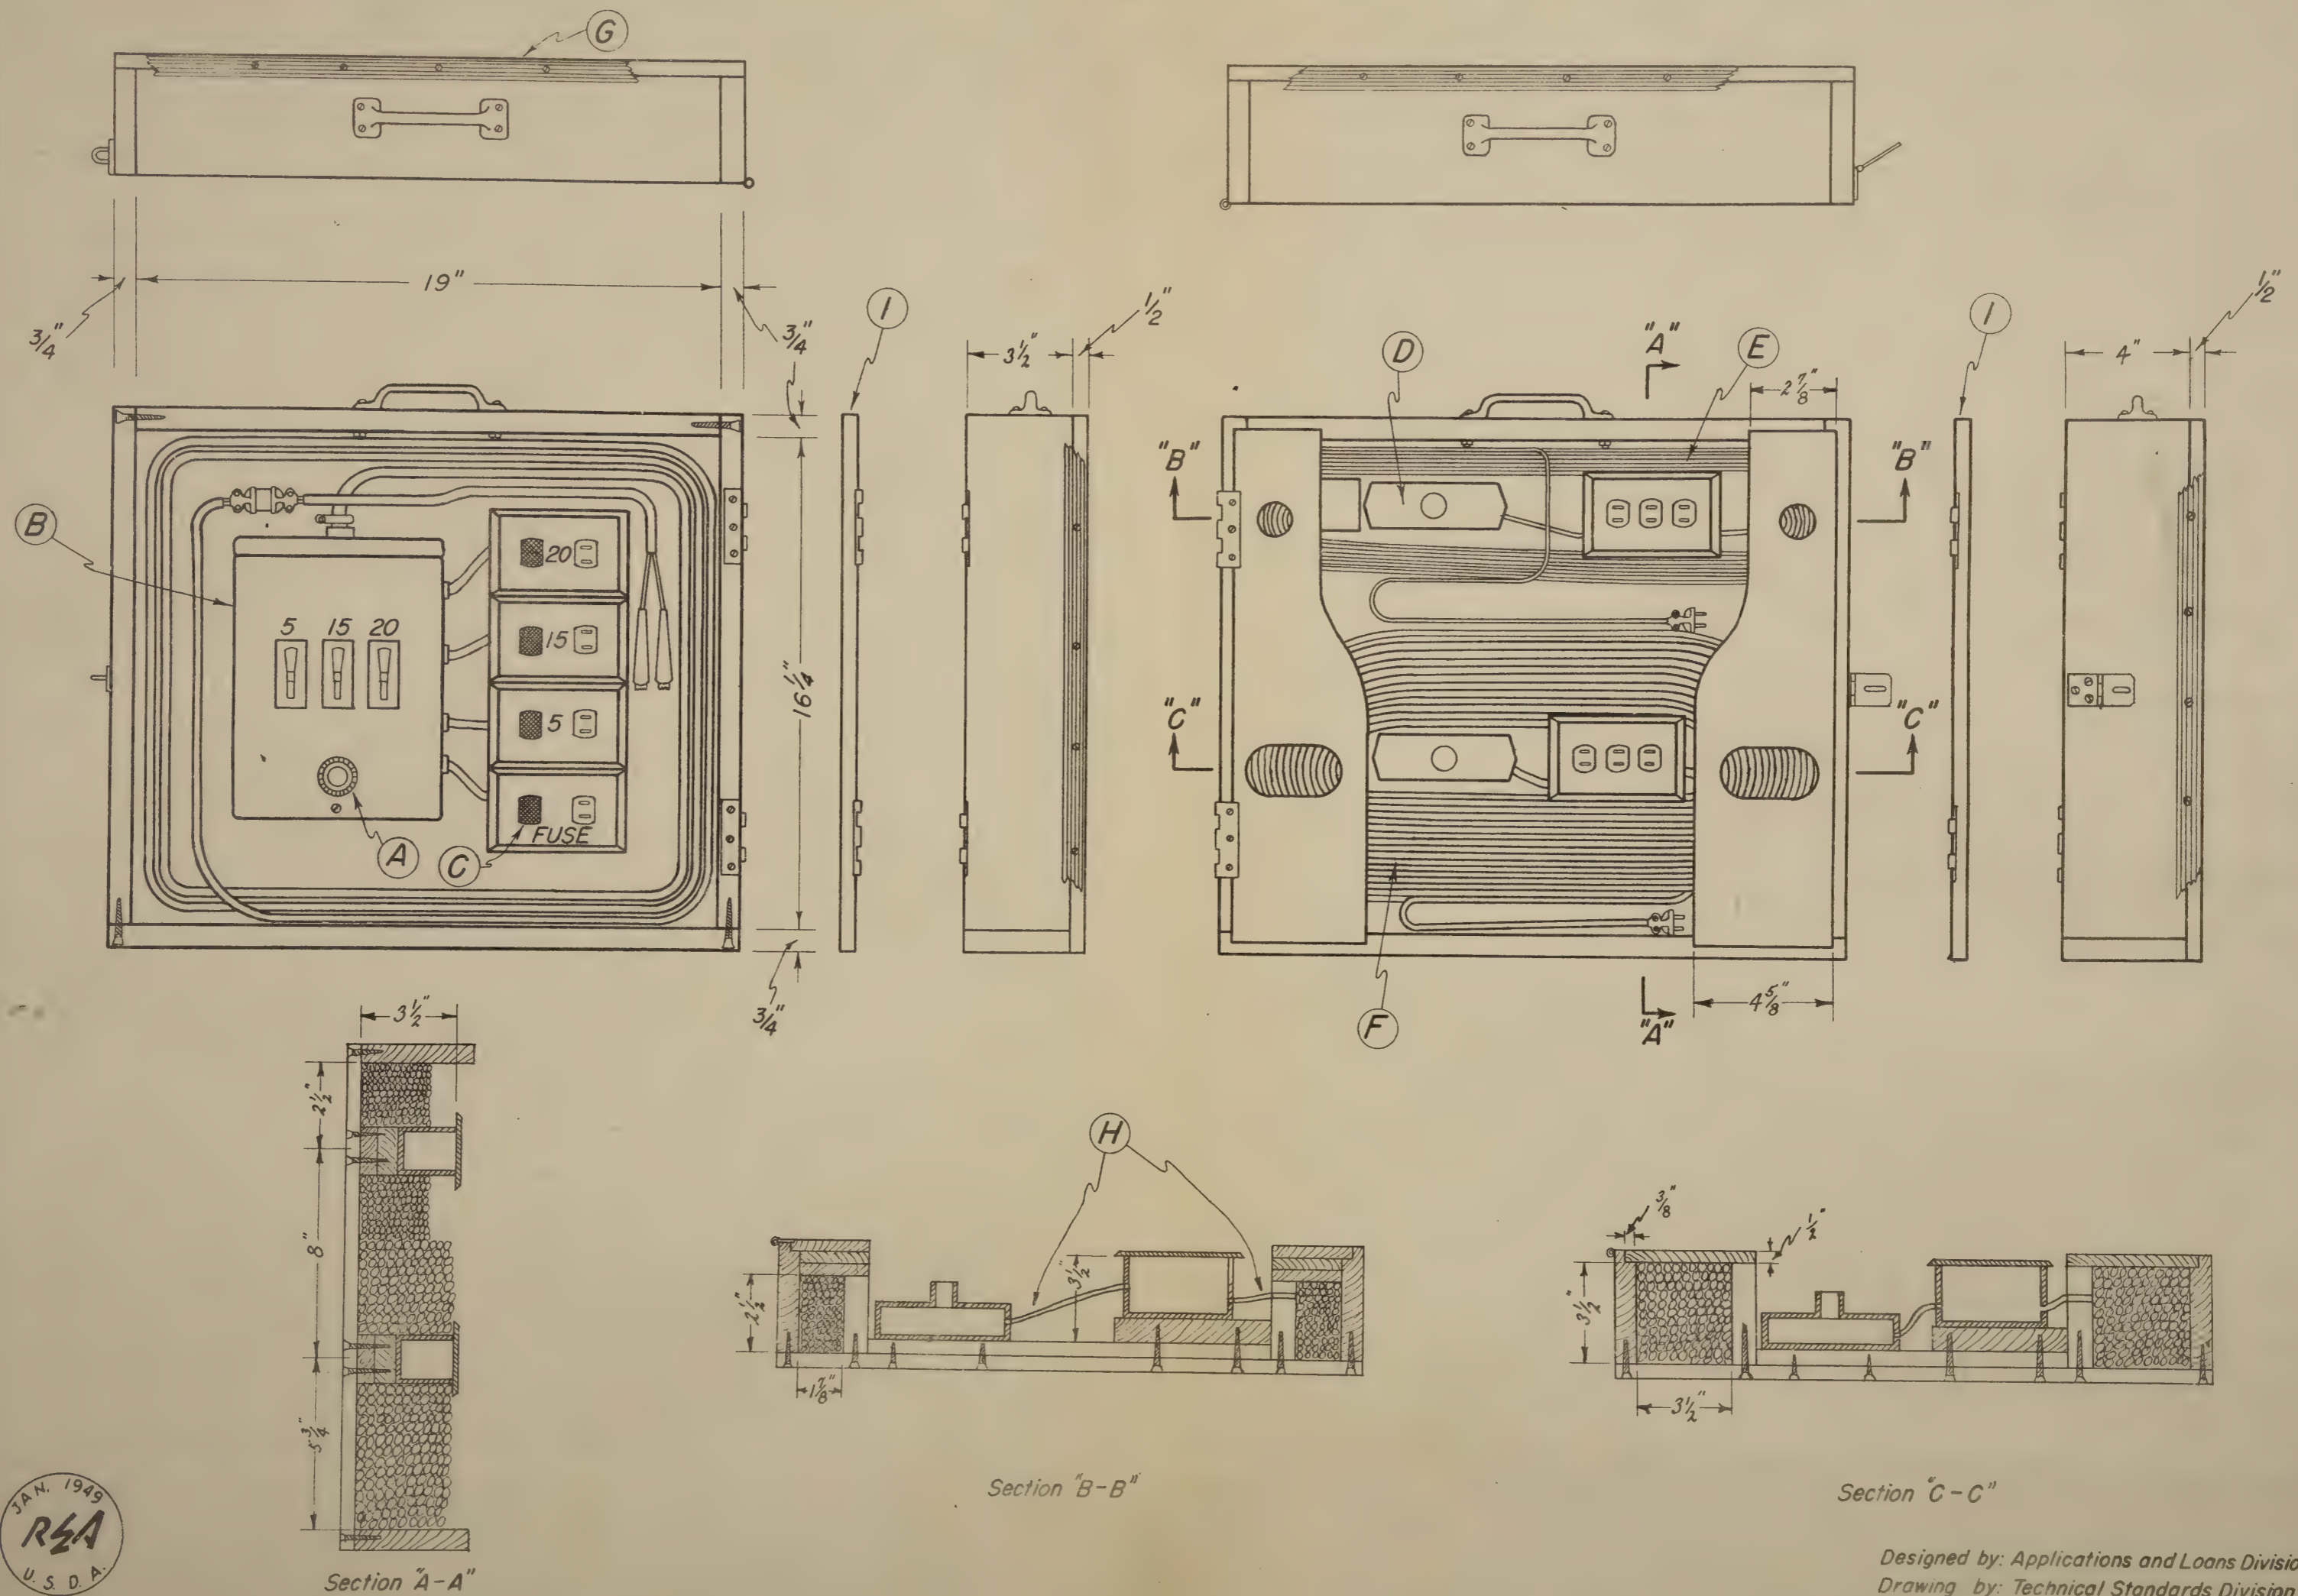 G
19"
3/4"
3/4"
I
3 1/2"
1/2"
D
"A"
E
2 7/8"
I
4"
1/2"
"B"
"B"
B
20
5 15 20
15
16 1/4"
5
"C"
"C"
FUSE
A
C
3/4"
F
"A"
4 5/8"
3 1/2"
2 1/2"
8"
5 3/4"
Section "A-A"
H
2 1/2"
3 1/2"
1 7/8"
Section "B-B"
3/8"
1/2"
3 1/2"
3 1/2"
Section "C-C"
JAN. 1949
REA
U. S. D. A.
Designed by: Applications and Loans Divisio
Drawing by: Technical Standards Division